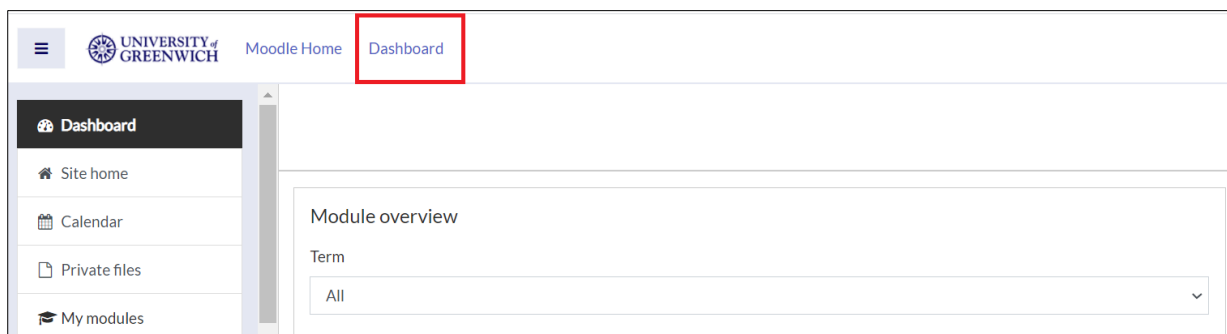 UNIVERSITY of
GREENWICH
Moodle Home
Dashboard
Dashboard
Site home
Calendar
Private files
My modules
Module overview
Term
All